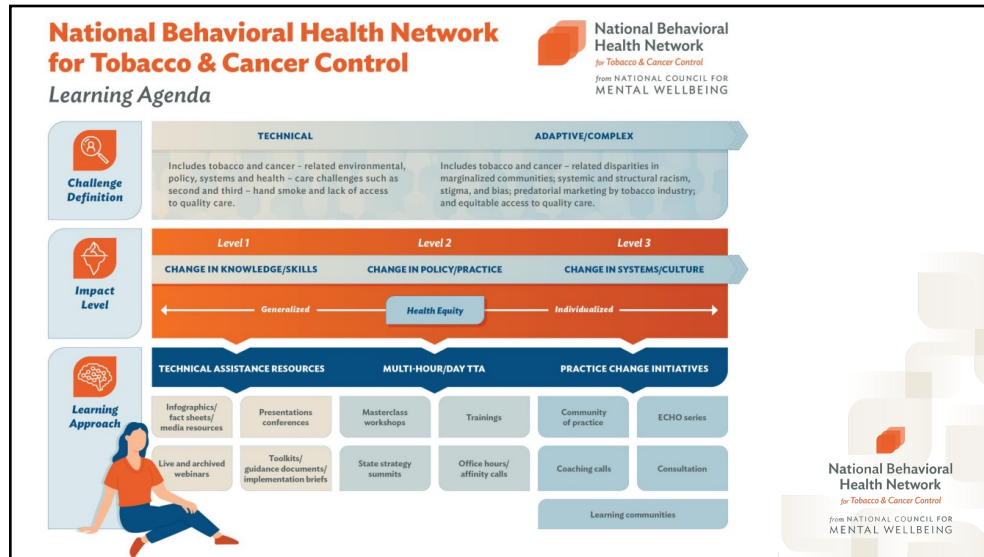 National Behavioral Health Network
for Tobacco & Cancer Control
Learning Agenda
National Behavioral
Health Network
for Tobacco & Cancer Control
from NATIONAL COUNCIL FOR
MENTAL WELLBEING
Challenge
Definition
TECHNICAL
Includes tobacco and cancer – related environmental,
policy, systems and health – care challenges such as
second and third – hand smoke and lack of access
to quality care.
ADAPTIVE/COMPLEX
Includes tobacco and cancer – related disparities in
marginalized communities; systemic and structural racism,
stigma, and bias; predatorial marketing by tobacco industry;
and equitable access to quality care.
Impact
Level
Level 1
Level 2
Level 3
CHANGE IN KNOWLEDGE/SKILLS
CHANGE IN POLICY/PRACTICE
CHANGE IN SYSTEMS/CULTURE
Generalized
Health Equity
Individualized
Learning
Approach
TECHNICAL ASSISTANCE RESOURCES
MULTI-HOUR/DAY TTA
PRACTICE CHANGE INITIATIVES
Infographics/
fact sheets/
media resources
Presentations
conferences
Masterclass
workshops
Trainings
Community
of practice
ECHO series
Live and archived
webinars
Toolkits/
guidance documents/
implementation briefs
State strategy
summits
Office hours/
affinity calls
Coaching calls
Consultation
Learning communities
National Behavioral
Health Network
for Tobacco & Cancer Control
from NATIONAL COUNCIL FOR
MENTAL WELLBEING